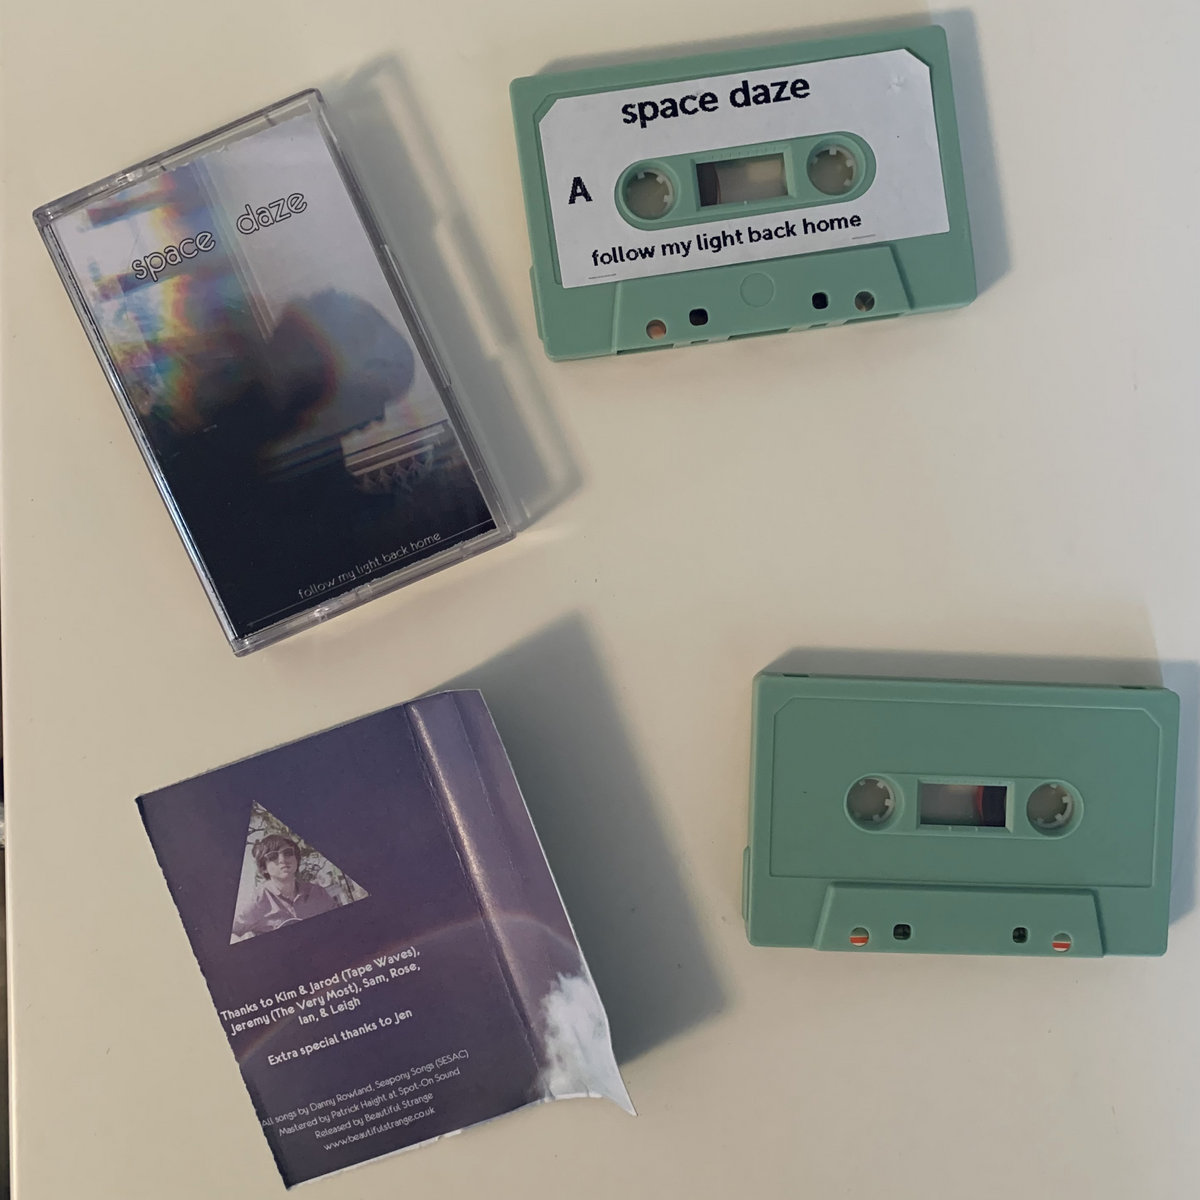 space daze
follow my light back home
space daze
A
follow my light back home
Thanks to Kim & Jarod (Tape Waves),
Jeremy (The Very Most), Sam, Rose,
Ian, & Leigh
Extra special thanks to Jen
All songs by Danny Rowland, Seapony Songs (SESAC)
Mastered by Patrick Haight at Spot-On Sound
Released by Beautiful Strange
www.beautifulstrange.co.uk